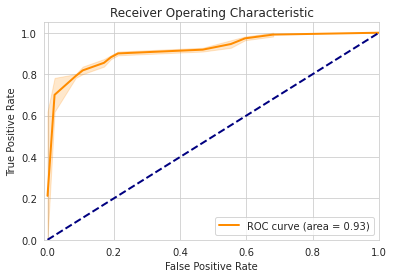 Receiver Operating Characteristic
True Positive Rate
1.0
0.8
0.6
0.4
0.2
0.0
ROC curve (area = 0.93)
0.0 0.2 0.4 0.6 0.8 1.0
False Positive Rate